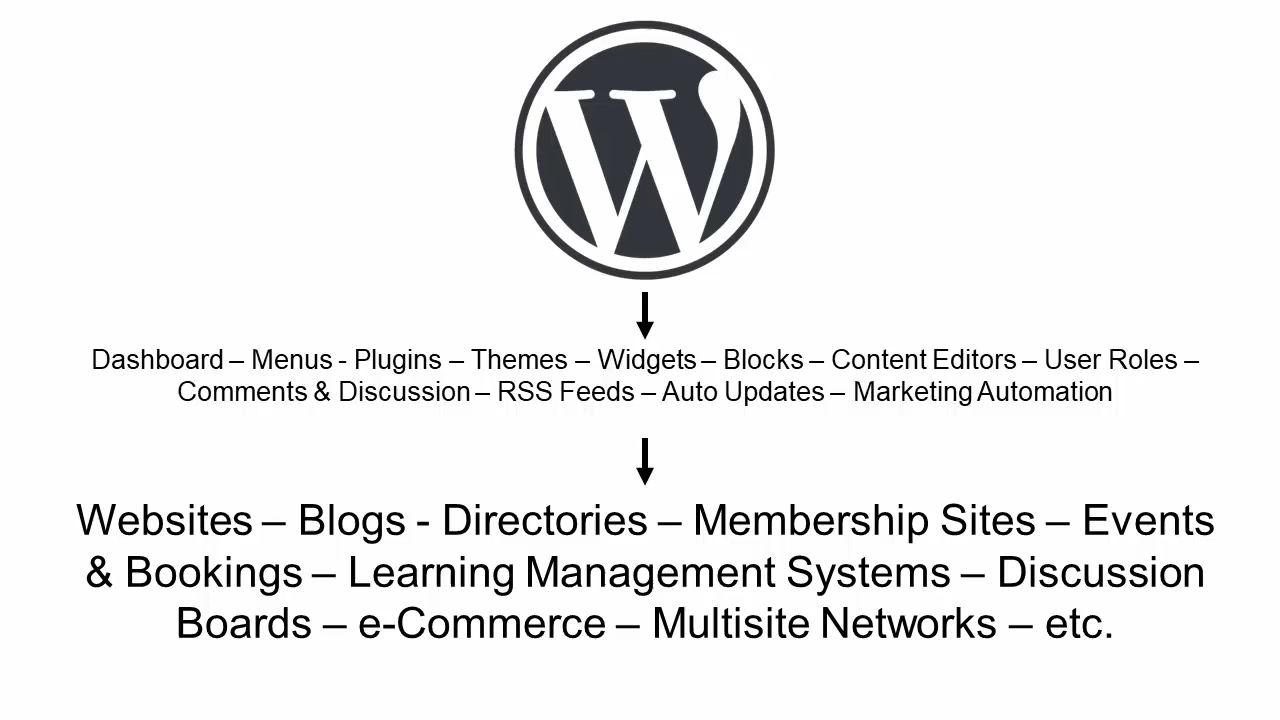 W
Dashboard – Menus - Plugins – Themes – Widgets – Blocks – Content Editors – User Roles –
Comments & Discussion – RSS Feeds – Auto Updates – Marketing Automation
Websites – Blogs - Directories – Membership Sites – Events
& Bookings – Learning Management Systems – Discussion
Boards – e-Commerce – Multisite Networks – etc.